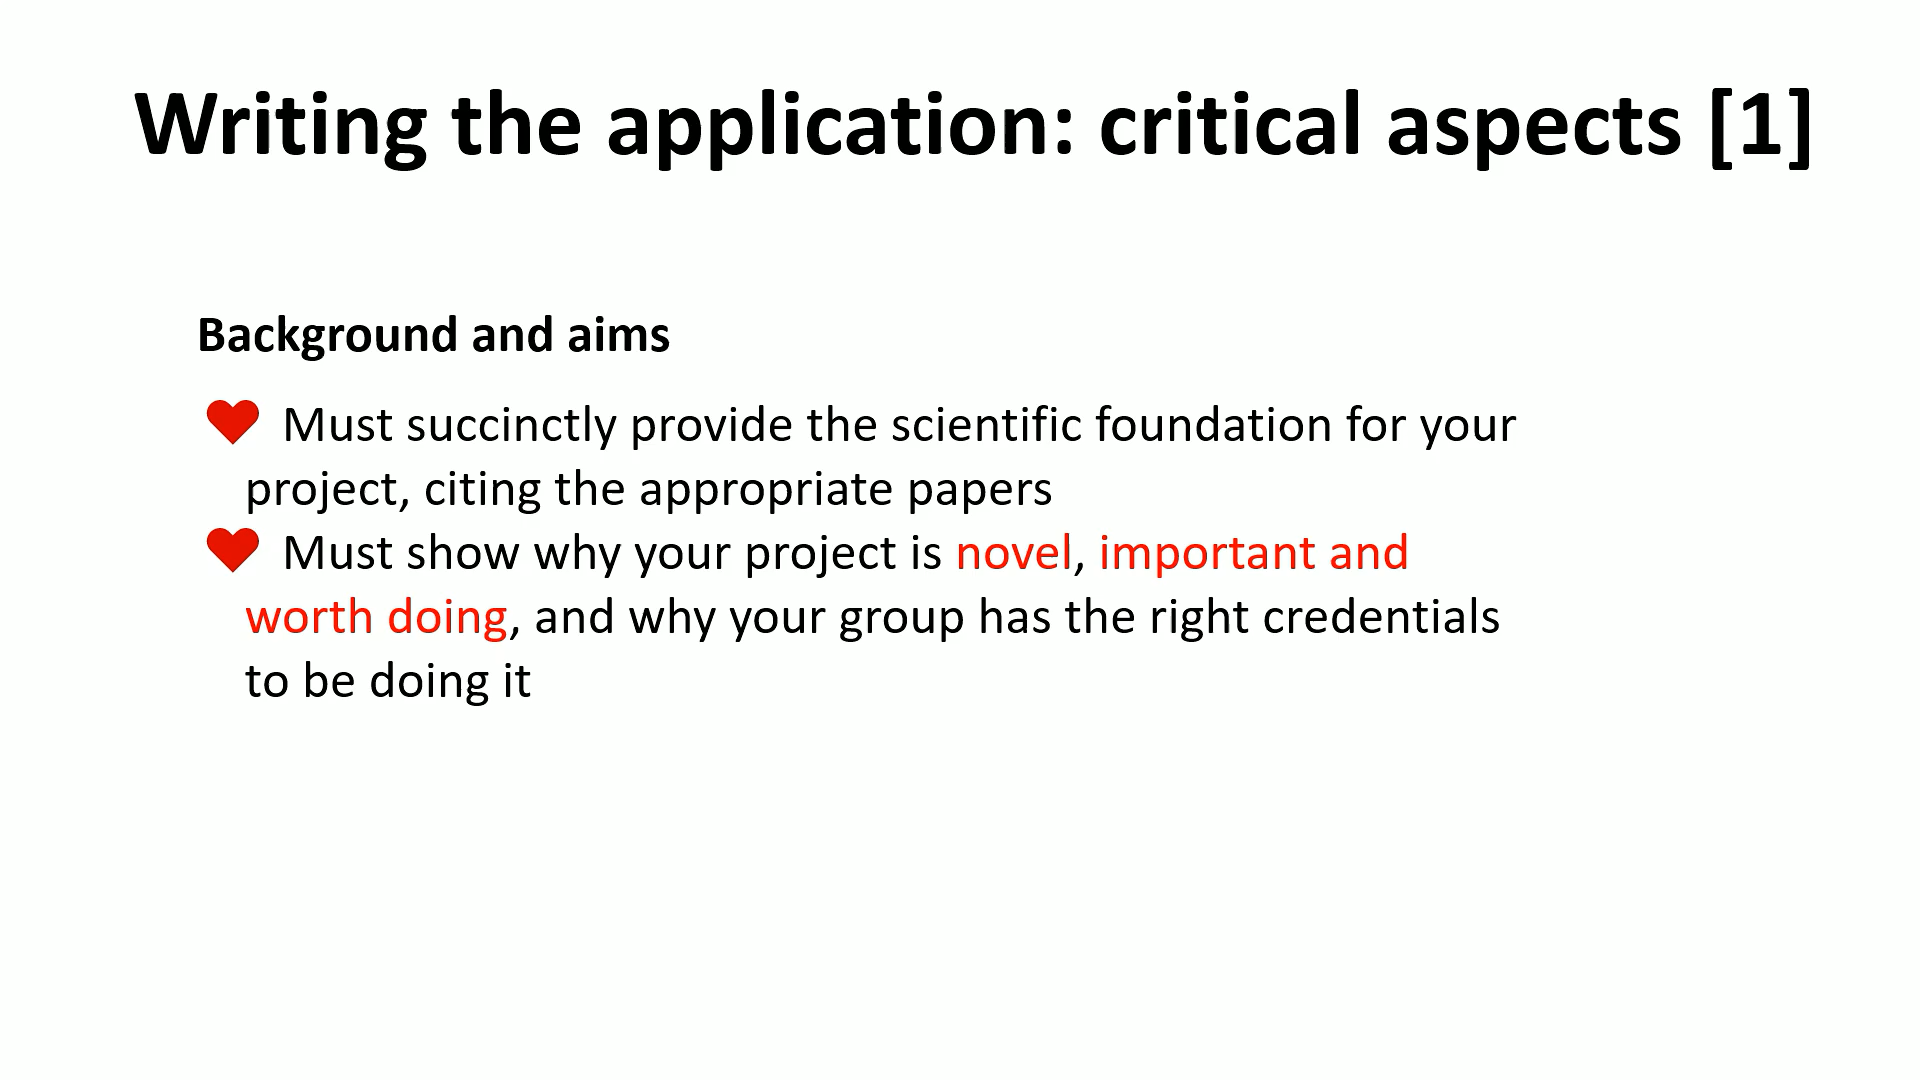 Writing the application: critical aspects [1]
Background and aims
Must succinctly provide the scientific foundation for your
project, citing the appropriate papers
Must show why your project is novel, important and
worth doing, and why your group has the right credentials
to be doing it